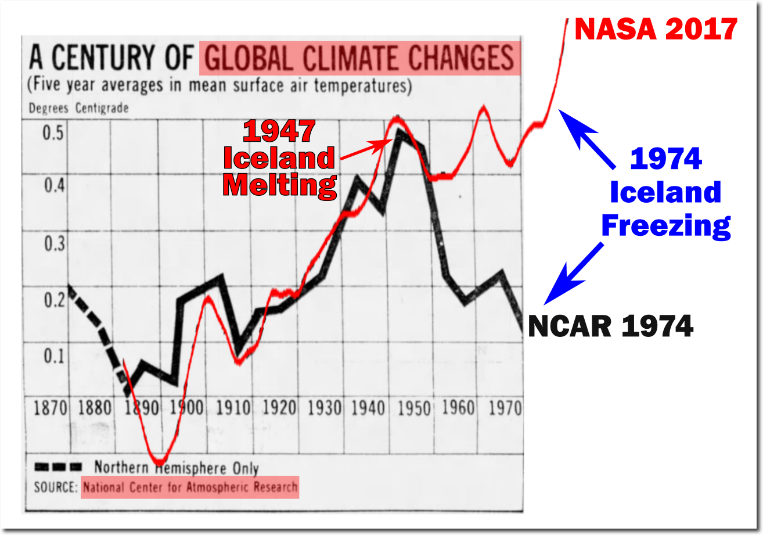 NASA 2017
A CENTURY OF GLOBAL CLIMATE CHANGES
(Five year averages in mean surface air temperatures)
Degrees Centigrade
0.5
1947
Iceland
Melting
1974
Iceland
Freezing
0.4
0.3
0.2
NCAR 1974
0.1
1870 1880 1890 1900 1910 1920 1930 1940 1950 1960 1970
Northern Hemisphere Only
SOURCE: National Center for Atmospheric Research